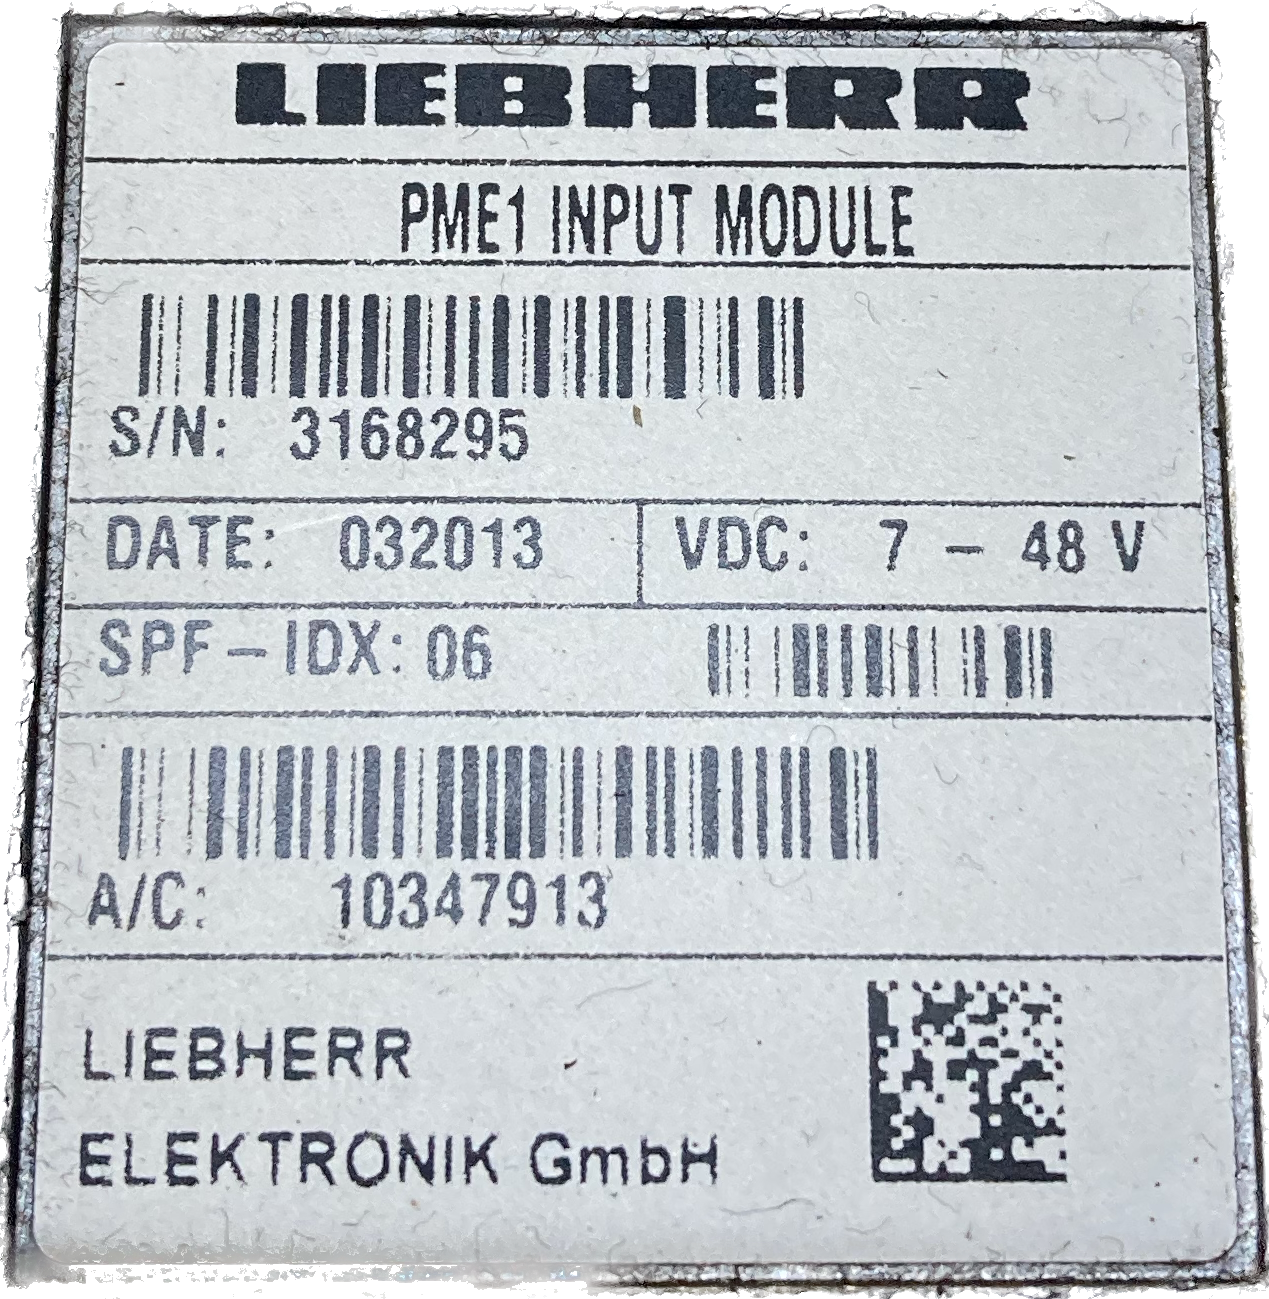 LIEBHERR
PME1 INPUT MODULE
S/N: 3168295
DATE: 032013 VDC: 7 - 48 V
SPF-IDX: 06
A/C: 10347913
LIEBHERR
ELEKTRONIK GmbH